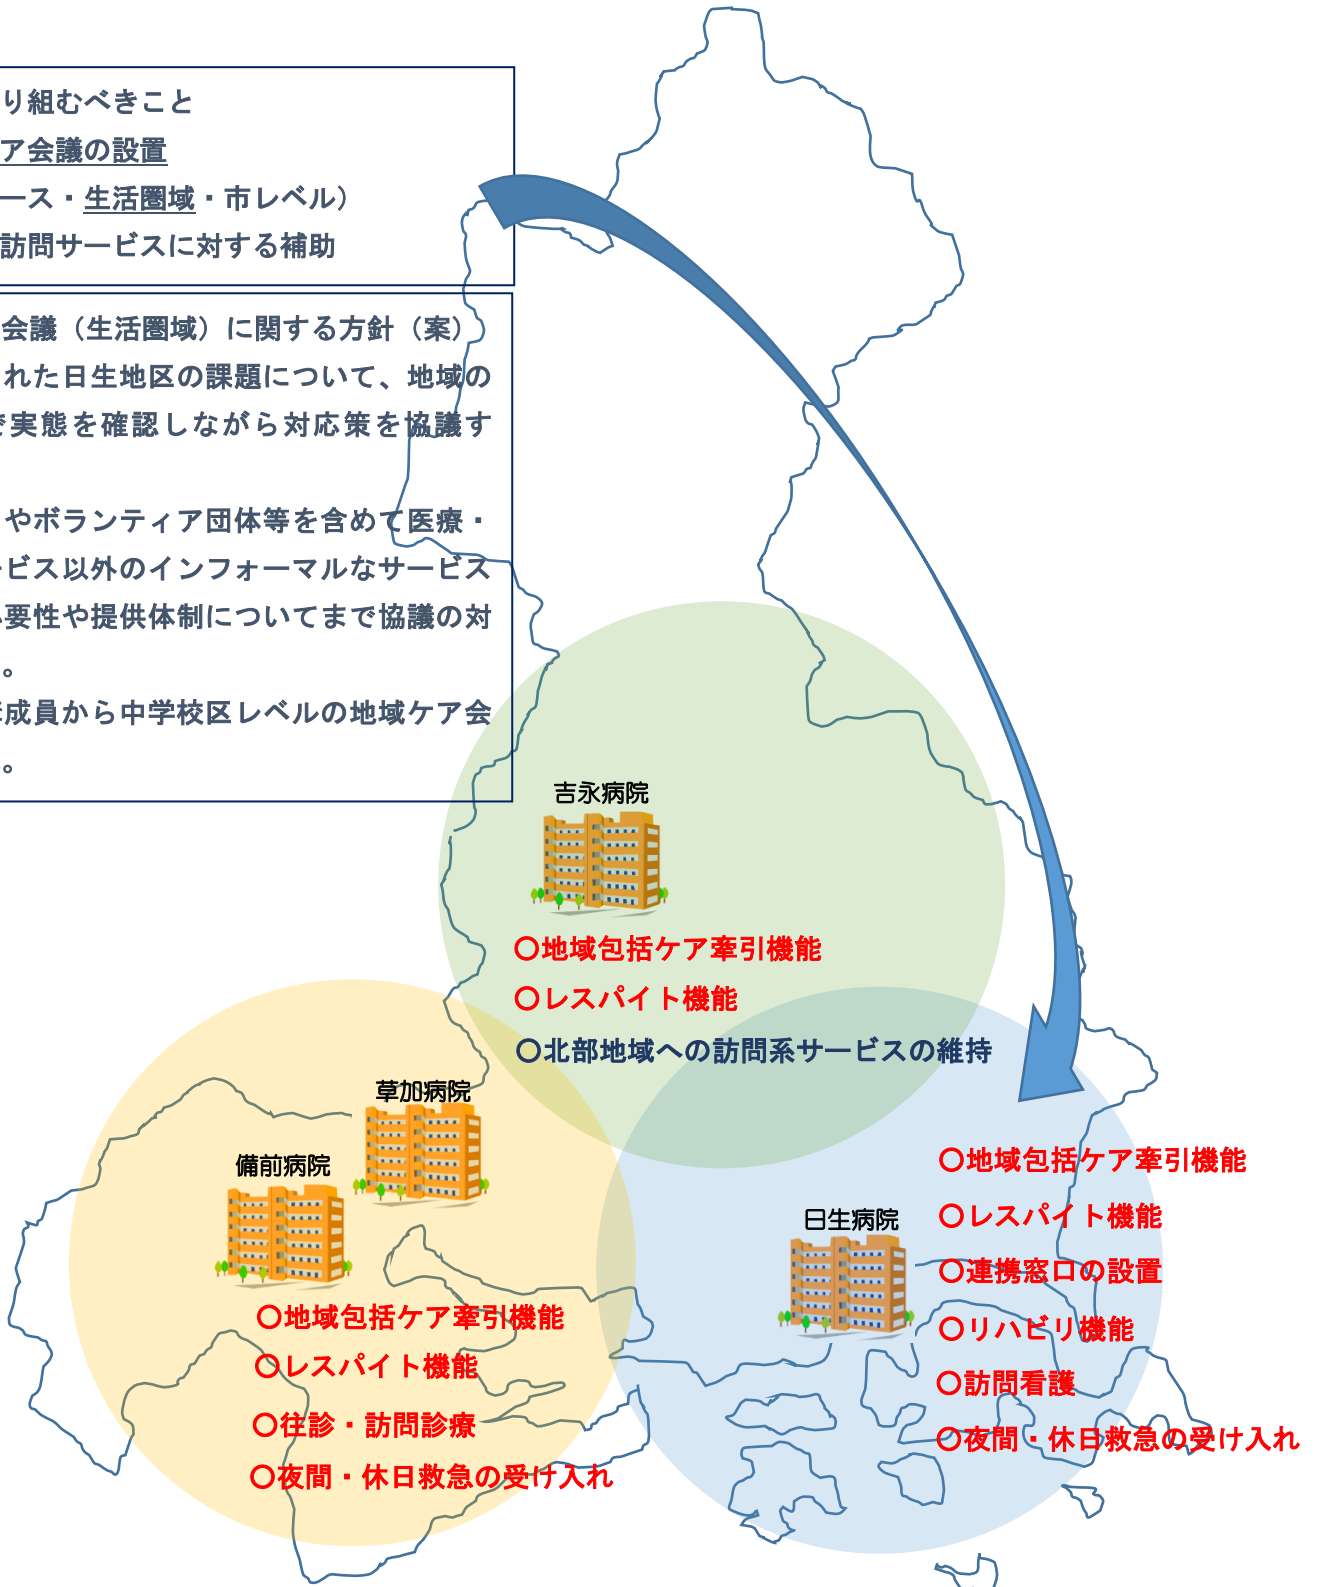 り組むべきこと
ア会議の設置
ース・生活圏域・市レベル）
訪問サービスに対する補助
会議（生活圏域）に関する方針（案）
れた日生地区の課題について、地域の
で実態を確認しながら対応策を協議す
やボランティア団体等を含めて医療・
ービス以外のインフォーマルなサービス
必要性や提供体制についてまで協議の対
。
構成員から中学校区レベルの地域ケア会
。
吉永病院
〇地域包括ケア牽引機能
〇レスパイト機能
〇北部地域への訪問系サービスの維持
草加病院
備前病院
〇地域包括ケア牽引機能
〇レスパイト機能
〇往診・訪問診療
〇夜間・休日救急の受け入れ
日生病院
〇地域包括ケア牽引機能
〇レスパイト機能
〇連携窓口の設置
〇リハビリ機能
〇訪問看護
〇夜間・休日救急の受け入れ